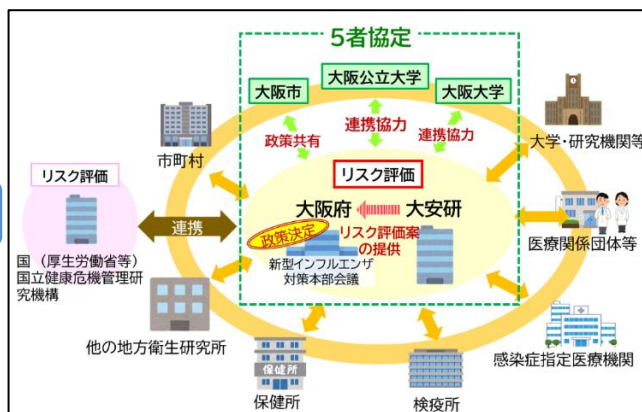 5者協定
大阪市
大阪公立大学
大阪大学
政策共有
連携協力
連携協力
市町村
大学・研究機関等
リスク評価
国（厚生労働省等）
国立健康危機管理研
究機構
連携
リスク評価
大阪府
大安研
政策決定
リスク評価案
の提供
新型インフルエンザ
対策本部会議
医療関係団体等
他の地方衛生研究所
保健所
保健所
検疫所
感染症指定医療機関